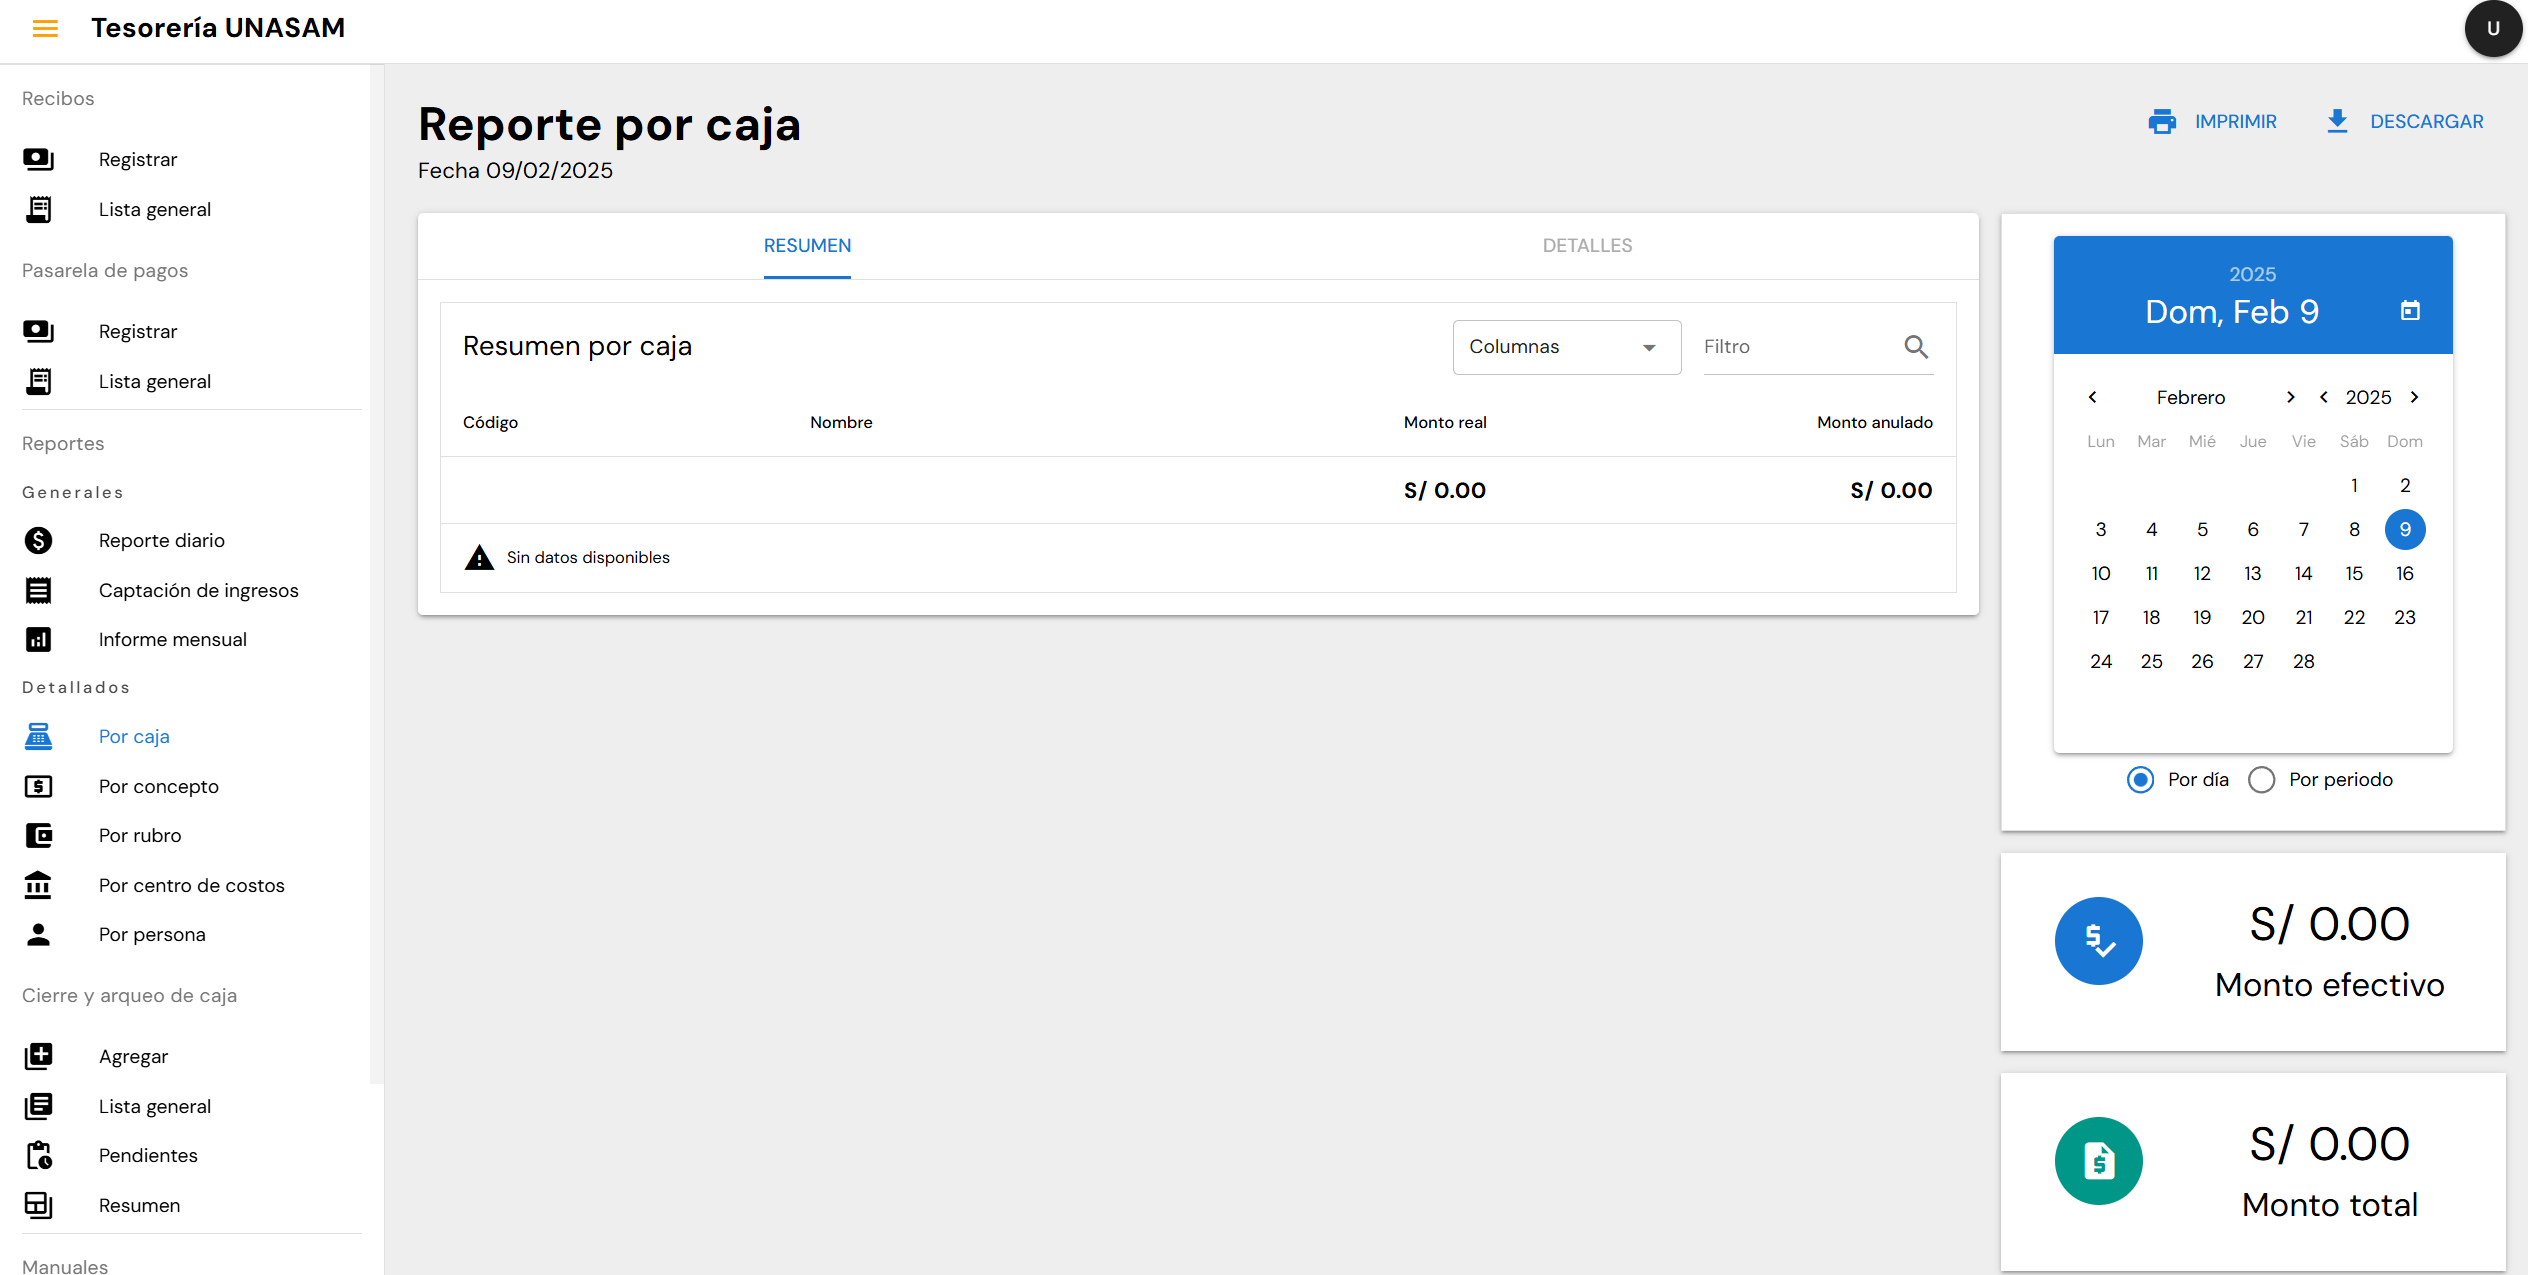 Tesorería UNASAM
U
Recibos
Registrar
Lista general
Pasarela de pagos
Registrar
Lista general
Reportes
Generales
Reporte diario
Captación de ingresos
Informe mensual
Detallados
Por caja
Por concepto
Por rubro
Por centro de costos
Por persona
Cierre y arqueo de caja
Agregar
Lista general
Pendientes
Resumen
Manuales
Reporte por caja
Fecha 09/02/2025
IMPRIMIR DESCARGAR
RESUMEN DETALLES
Resumen por caja Columnas Filtro
Código Nombre Monto real Monto anulado
S/ 0.00 S/ 0.00
Sin datos disponibles
2025
Dom, Feb 9
Febrero 2025
Lun Mar Mié Jue Vie Sáb Dom
1 2
3 4 5 6 7 8 9
10 11 12 13 14 15 16
17 18 19 20 21 22 23
24 25 26 27 28
Por día Por periodo
S/ 0.00
Monto efectivo
S/ 0.00
Monto total